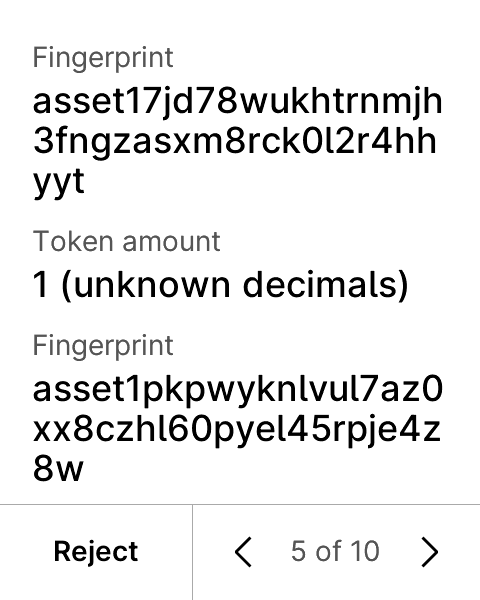 Fingerprint
asset17jd78wukhtrnmjh
3fngzasxm8rck0l2r4hh
yyt
Token amount
1 (unknown decimals)
Fingerprint
asset1pkpwyknlvul7az0
xx8czhl60pyel45rpje4z
8w
Reject
5 of 10